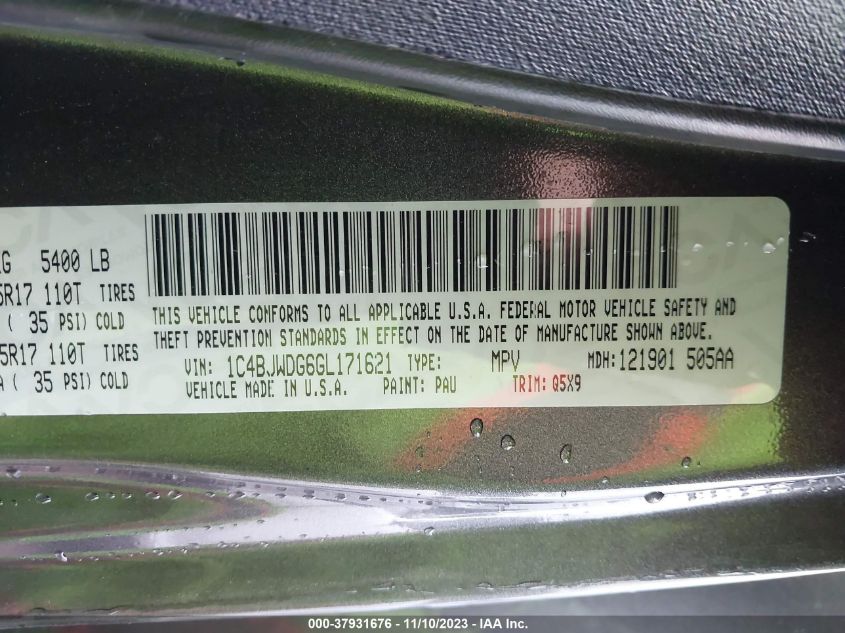 KG 5400 LB
5R17 110T TIRES
( 35 PSI) COLD
5R17 110T TIRES
A ( 35 PSI) COLD
THIS VEHICLE CONFORMS TO ALL APPLICABLE U.S.A. FEDERAL MOTOR VEHICLE SAFETY AND
THEFT PREVENTION STANDARDS IN EFFECT ON THE DATE OF MANUFACTURE SHOWN ABOVE.
VIN: 1C4BJWDG6GL171621 TYPE: MPV MDH:121901 505AA
VEHICLE MADE IN U.S.A. PAINT: PAU TRIM: Q5X9
000-37931676 - 11/10/2023 - IAA Inc.